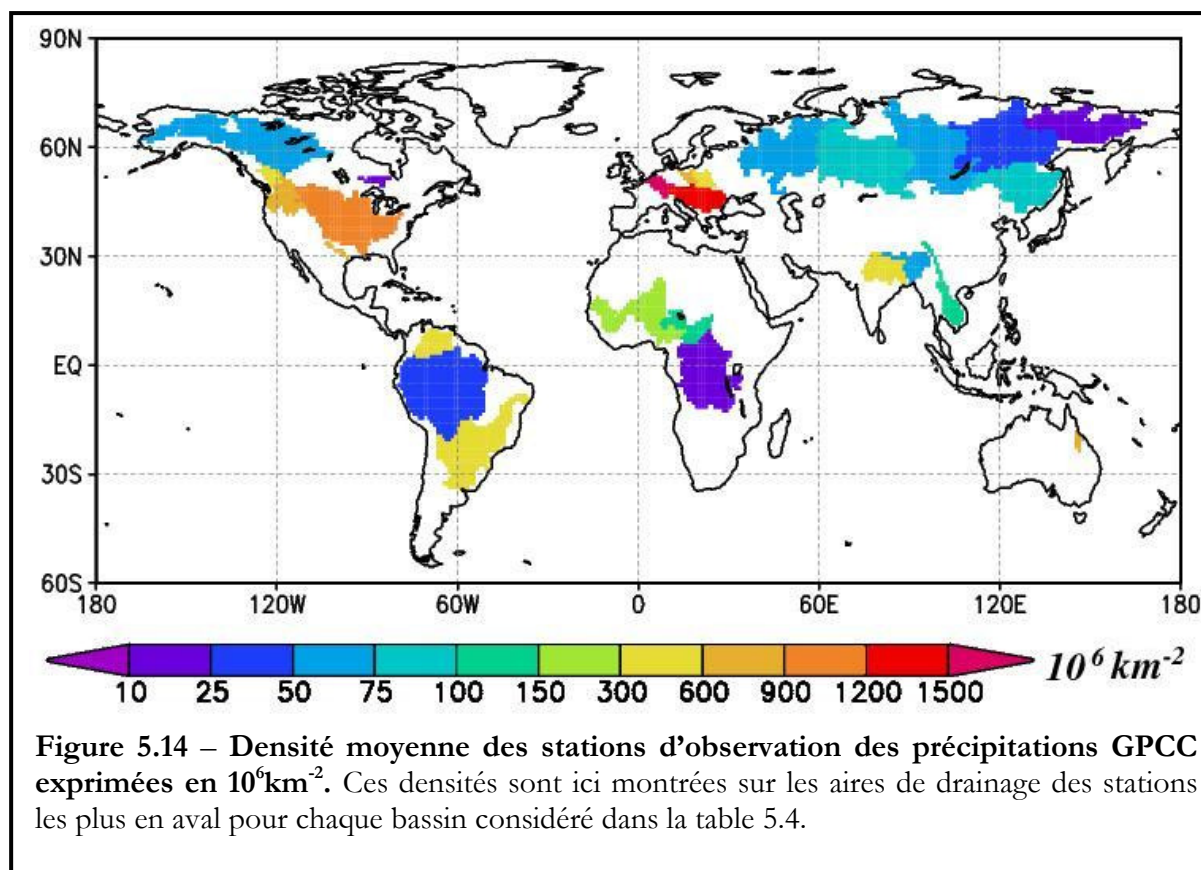 90N
60N
30N
EQ
30S
60S
180 120W 60W 0 60E 120E 180
10 25 50 75 100 150 300 600 900 1200 1500 10⁶ km⁻²
Figure 5.14 – Densité moyenne des stations d'observation des précipitations GPCC
exprimées en 10⁶km⁻². Ces densités sont ici montrées sur les aires de drainage des stations
les plus en aval pour chaque bassin considéré dans la table 5.4.